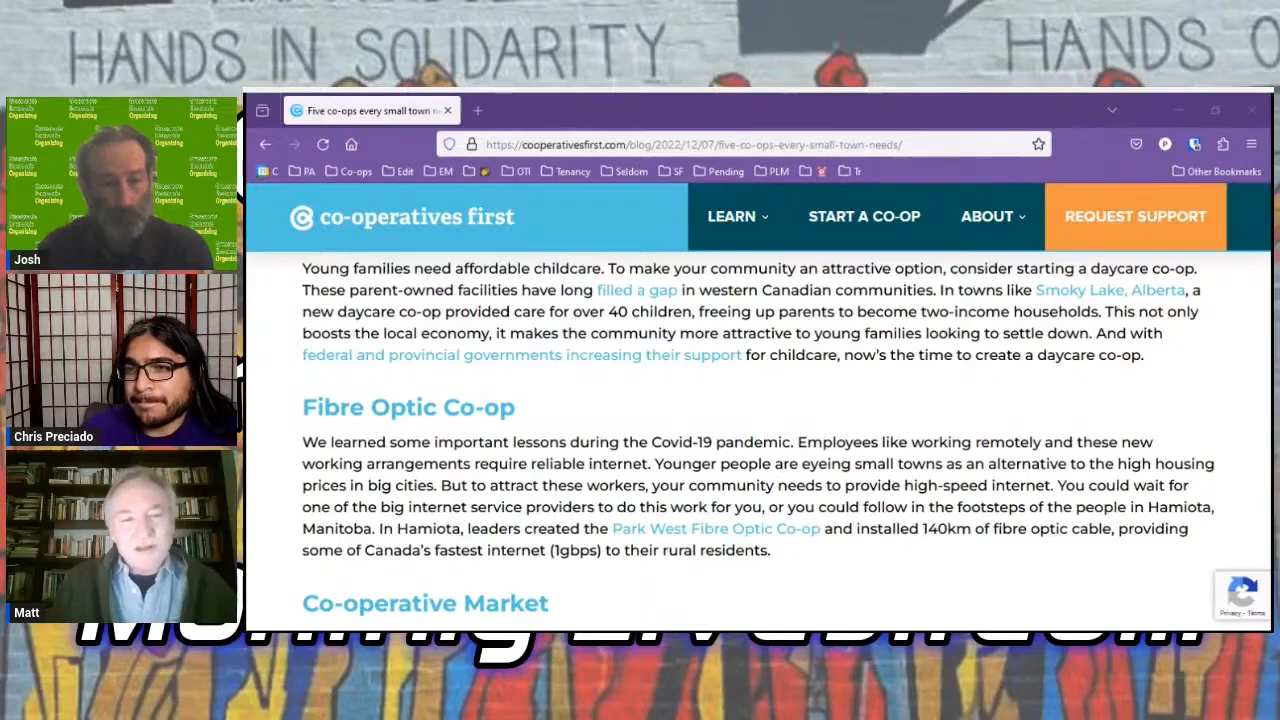 HANDS IN SOLIDARITY
HANDS O
Five co-ops every small town n
https://cooperativesfirst.com/blog/2022/12/07/five-co-ops-every-small-town-needs/
C PA Co-ops Edit EM OTI Tenancy Seldom SF Pending PLM Tr Other Bookmarks
co-operatives first
LEARN START A CO-OP ABOUT REQUEST SUPPORT
Young families need affordable childcare. To make your community an attractive option, consider starting a daycare co-op.
These parent-owned facilities have long filled a gap in western Canadian communities. In towns like Smoky Lake, Alberta, a
new daycare co-op provided care for over 40 children, freeing up parents to become two-income households. This not only
boosts the local economy, it makes the community more attractive to young families looking to settle down. And with
federal and provincial governments increasing their support for childcare, now's the time to create a daycare co-op.
Fibre Optic Co-op
We learned some important lessons during the Covid-19 pandemic. Employees like working remotely and these new
working arrangements require reliable internet. Younger people are eyeing small towns as an alternative to the high housing
prices in big cities. But to attract these workers, your community needs to provide high-speed internet. You could wait for
one of the big internet service providers to do this work for you, or you could follow in the footsteps of the people in Hamiota,
Manitoba. In Hamiota, leaders created the Park West Fibre Optic Co-op and installed 140km of fibre optic cable, providing
some of Canada's fastest internet (1gbps) to their rural residents.
Co-operative Market
Privacy - Terms
Josh
Chris Preciado
Matt